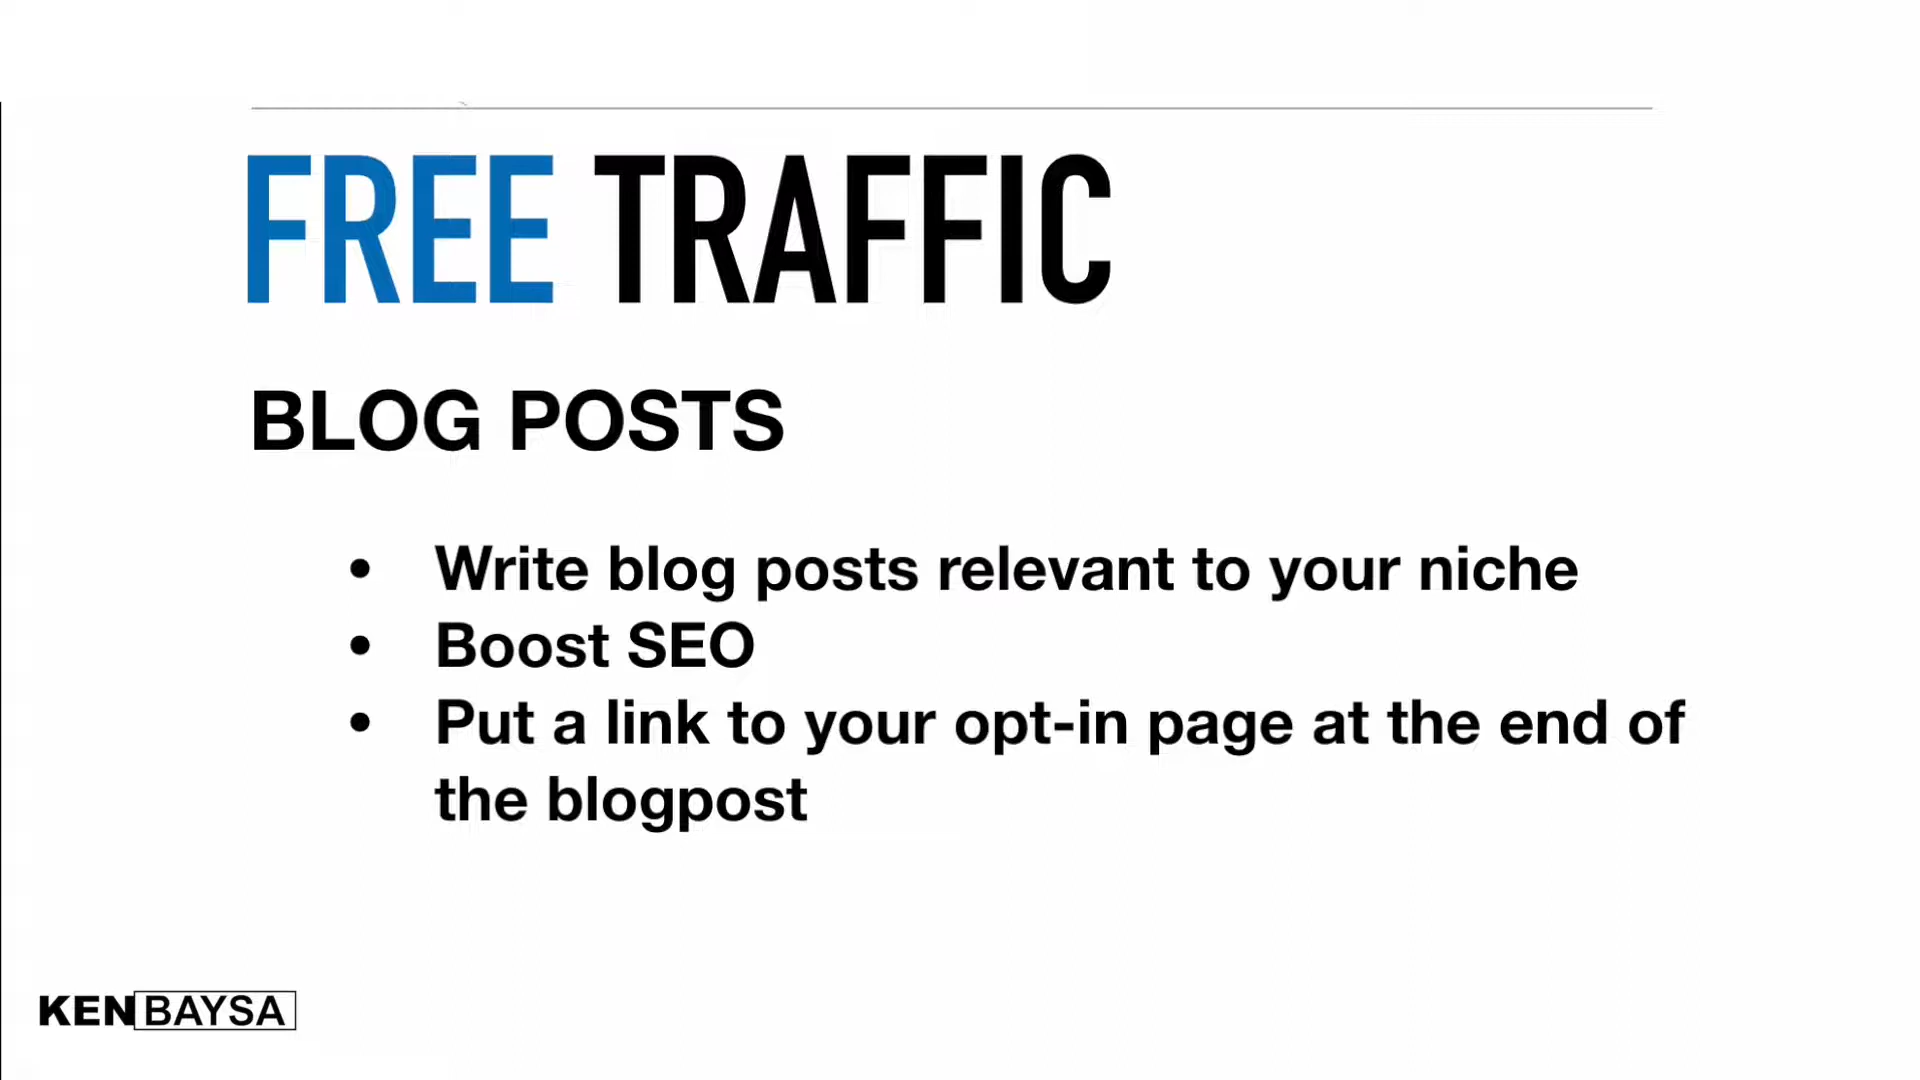 FREE TRAFFIC
BLOG POSTS
• Write blog posts relevant to your niche
• Boost SEO
• Put a link to your opt-in page at the end of
the blogpost
KENBAYSA